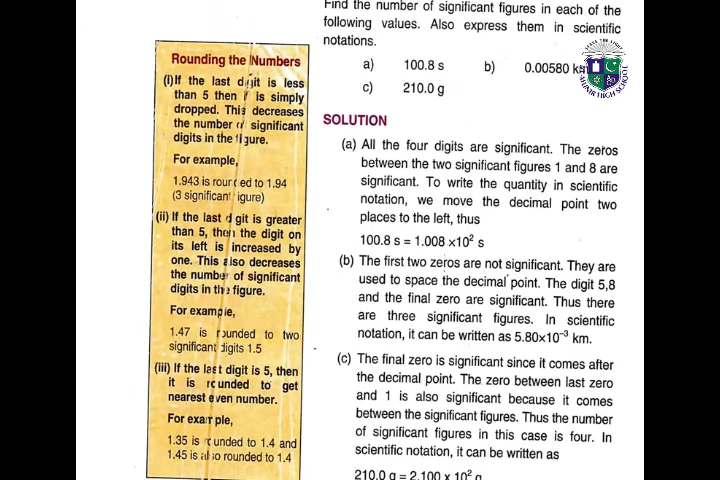 Find the number of significant figures in each of the
following values. Also express them in scientific
notations.
a) 100.8 s b) 0.00580 km
c) 210.0 g
SOLUTION
(a) All the four digits are significant. The zeros
between the two significant figures 1 and 8 are
significant. To write the quantity in scientific
notation, we move the decimal point two
places to the left, thus
100.8 s = 1.008 ×10² s
(b) The first two zeros are not significant. They are
used to space the decimal point. The digit 5,8
and the final zero are significant. Thus there
are three significant figures. In scientific
notation, it can be written as 5.80×10⁻³ km.
(c) The final zero is significant since it comes after
the decimal point. The zero between last zero
and 1 is also significant because it comes
between the significant figures. Thus the number
of significant figures in this case is four. In
scientific notation, it can be written as
210.0 g = 2.100 × 10² g
Rounding the Numbers
(i) If the last digit is less
than 5 then it is simply
dropped. This decreases
the number of significant
digits in the figure.
For example,
1.943 is rounded to 1.94
(3 significant figure)
(ii) If the last digit is greater
than 5, then the digit on
its left is increased by
one. This also decreases
the number of significant
digits in the figure.
For example,
1.47 is rounded to two
significant digits 1.5
(iii) If the last digit is 5, then
it is rounded to get
nearest even number.
For example,
1.35 is rounded to 1.4 and
1.45 is also rounded to 1.4
HIGH SCHOOL